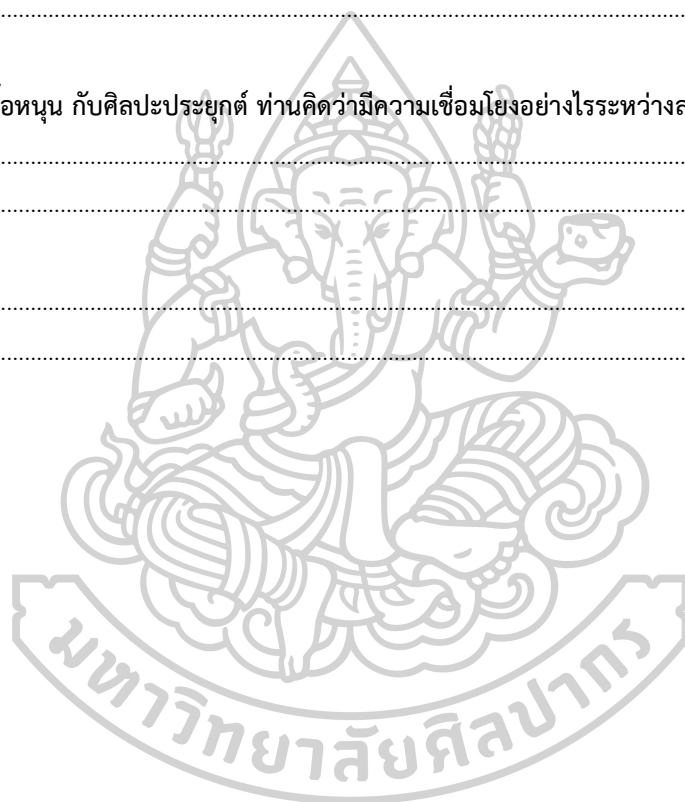 หนุน กับศิลปะประยุกต์ ท่านคิดว่ามีความเชื่อมโยงอย่างไรระหว่าง
มหาวิทยาลัยศิลปากร